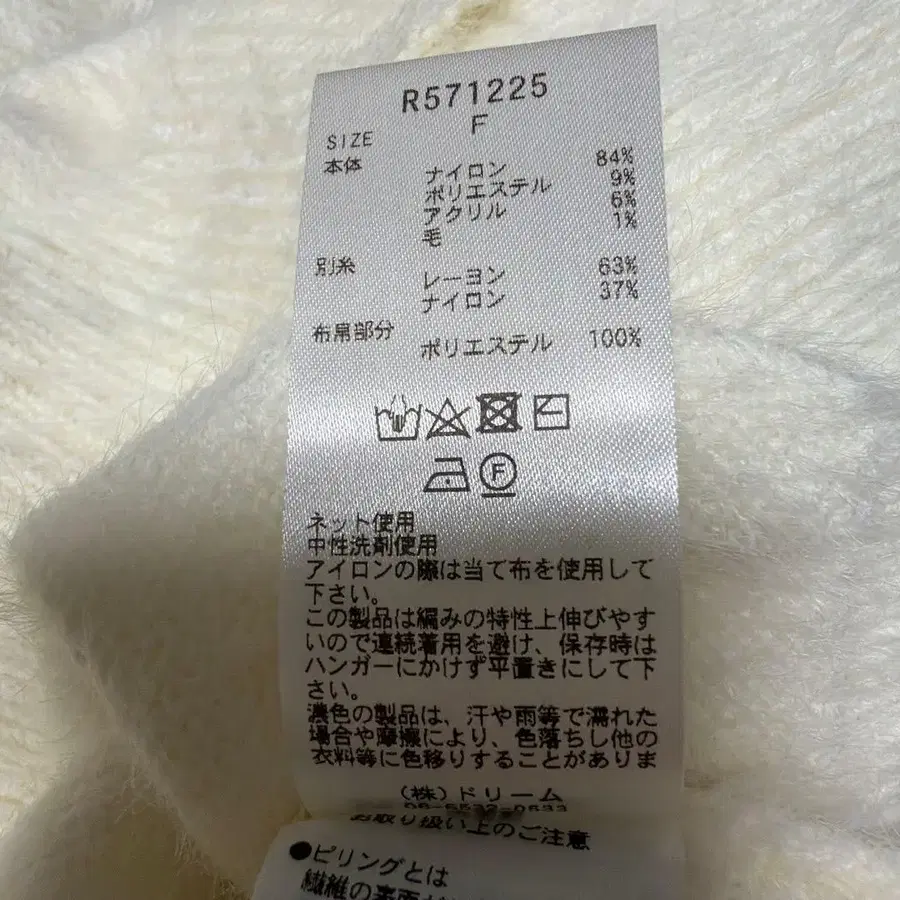 R571225
SIZE F
本体 ナイロン 84%
ポリエステル 9%
アクリル 6%
毛 1%
別糸 レーヨン 63%
ナイロン 37%
布帛部分 ポリエステル 100%
F
ネット使用
中性洗剤使用
アイロンの際は当て布を使用して
下さい。
この製品は編みの特性上伸びやす
いので連続着用を避け、保存時は
ハンガーにかけず平置きにして下
さい。
濃色の製品は、汗や雨等で濡れた
場合や摩擦により、色落ちし他の
衣料等に色移りすることがありま
(株)ドリーム
お取り扱い上のご注意
●ピリングとは
繊維の表面が